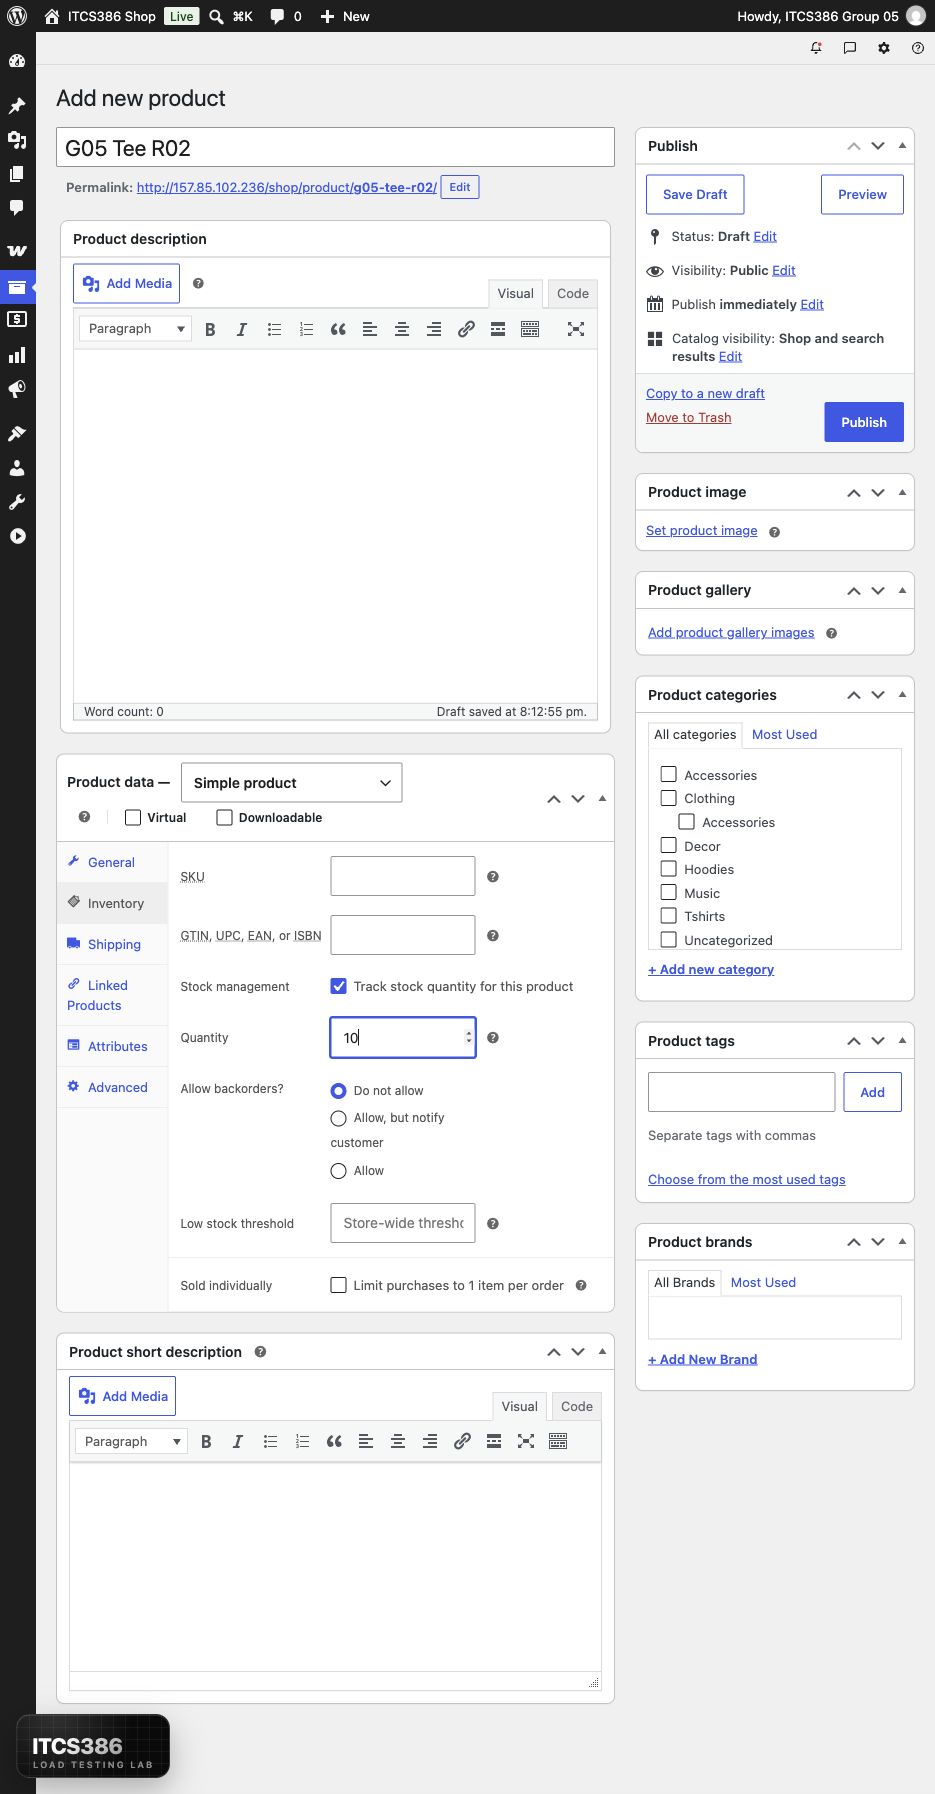 ITCS386 Shop Live ⌘K 0 New
Howdy, ITCS386 Group 05
Add new product
G05 Tee R02
Permalink: http://157.85.102.236/shop/product/g05-tee-r02/ Edit
Product description
Add Media
Visual Code
Paragraph
Word count: 0 Draft saved at 8:12:55 pm.
Product data — Simple product
Virtual Downloadable
General
Inventory
Shipping
Linked
Products
Attributes
Advanced
SKU
GTIN, UPC, EAN, or ISBN
Stock management Track stock quantity for this product
Quantity 10
Allow backorders? Do not allow
Allow, but notify
customer
Allow
Low stock threshold Store-wide thresho
Sold individually Limit purchases to 1 item per order
Product short description
Add Media
Visual Code
Paragraph
Publish
Save Draft Preview
Status: Draft Edit
Visibility: Public Edit
Publish immediately Edit
Catalog visibility: Shop and search
results Edit
Copy to a new draft
Move to Trash
Publish
Product image
Set product image
Product gallery
Add product gallery images
Product categories
All categories Most Used
Accessories
Clothing
Accessories
Decor
Hoodies
Music
Tshirts
Uncategorized
+ Add new category
Product tags
Add
Separate tags with commas
Choose from the most used tags
Product brands
All Brands Most Used
+ Add New Brand
ITCS386
LOAD TESTING LAB